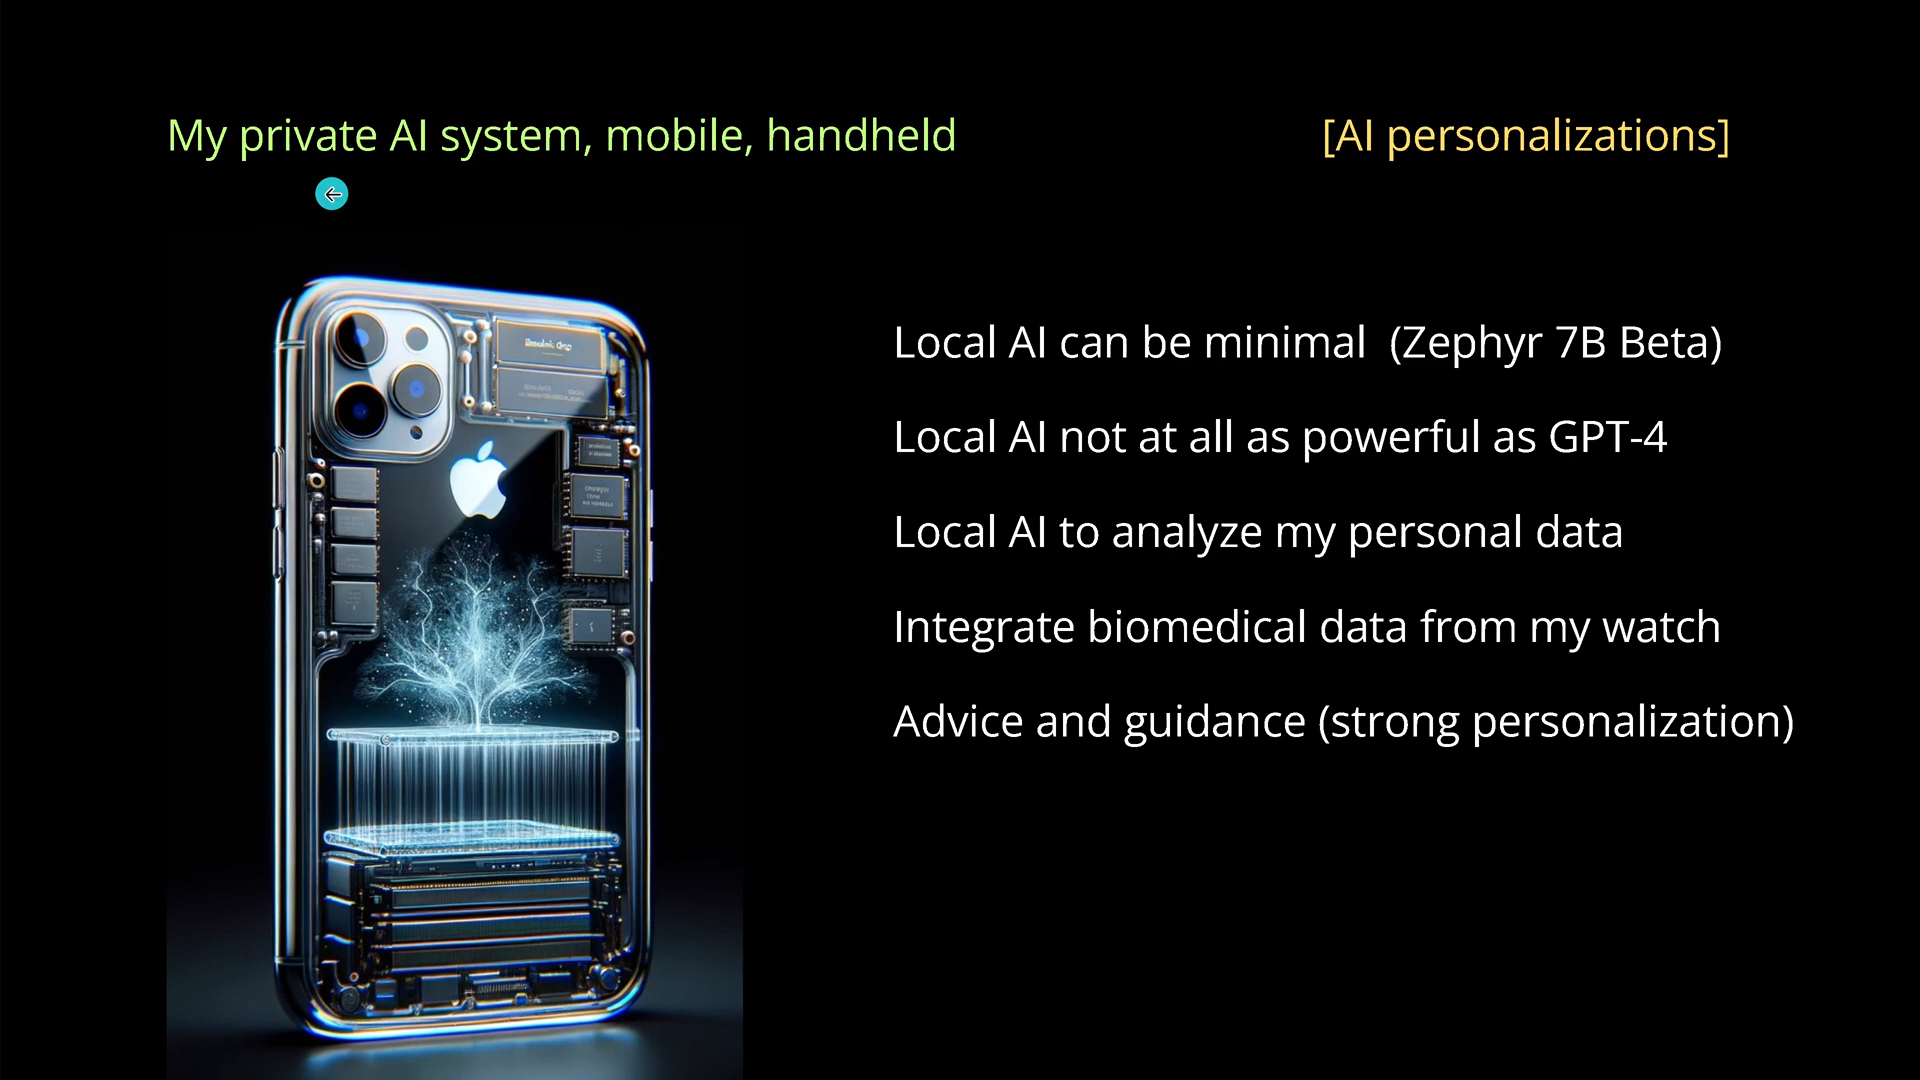 My private AI system, mobile, handheld
[AI personalizations]
Local AI can be minimal (Zephyr 7B Beta)
Local AI not at all as powerful as GPT-4
Local AI to analyze my personal data
Integrate biomedical data from my watch
Advice and guidance (strong personalization)